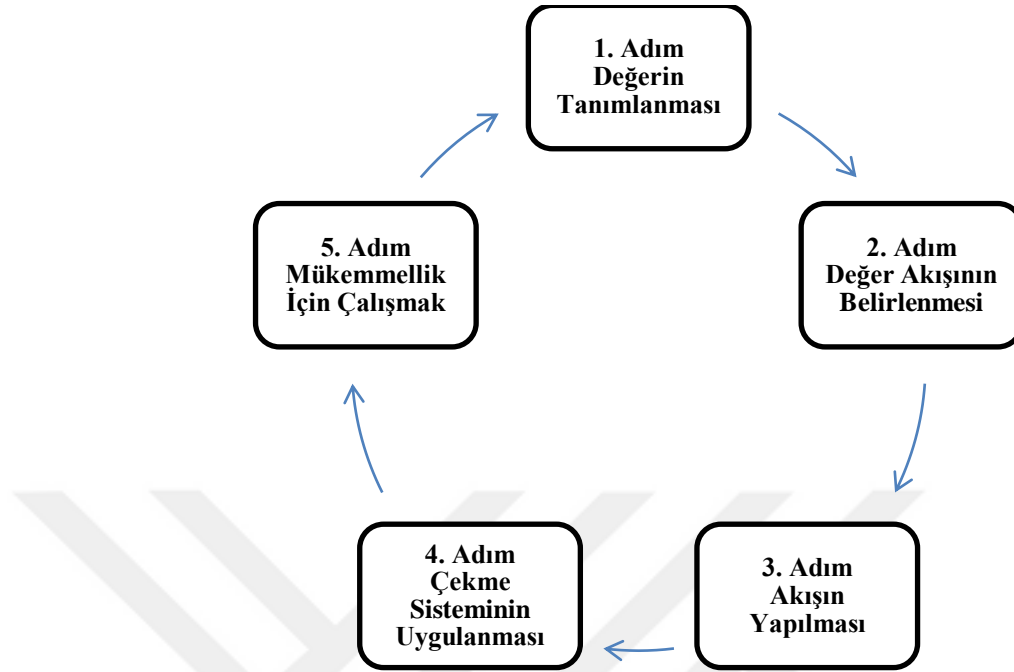 1. Adım
Değerin
Tanımlanması
2. Adım
Değer Akışının
Belirlenmesi
3. Adım
Akışın
Yapılması
4. Adım
Çekme
Sisteminin
Uygulanması
5. Adım
Mükemmellik
İçin Çalışmak